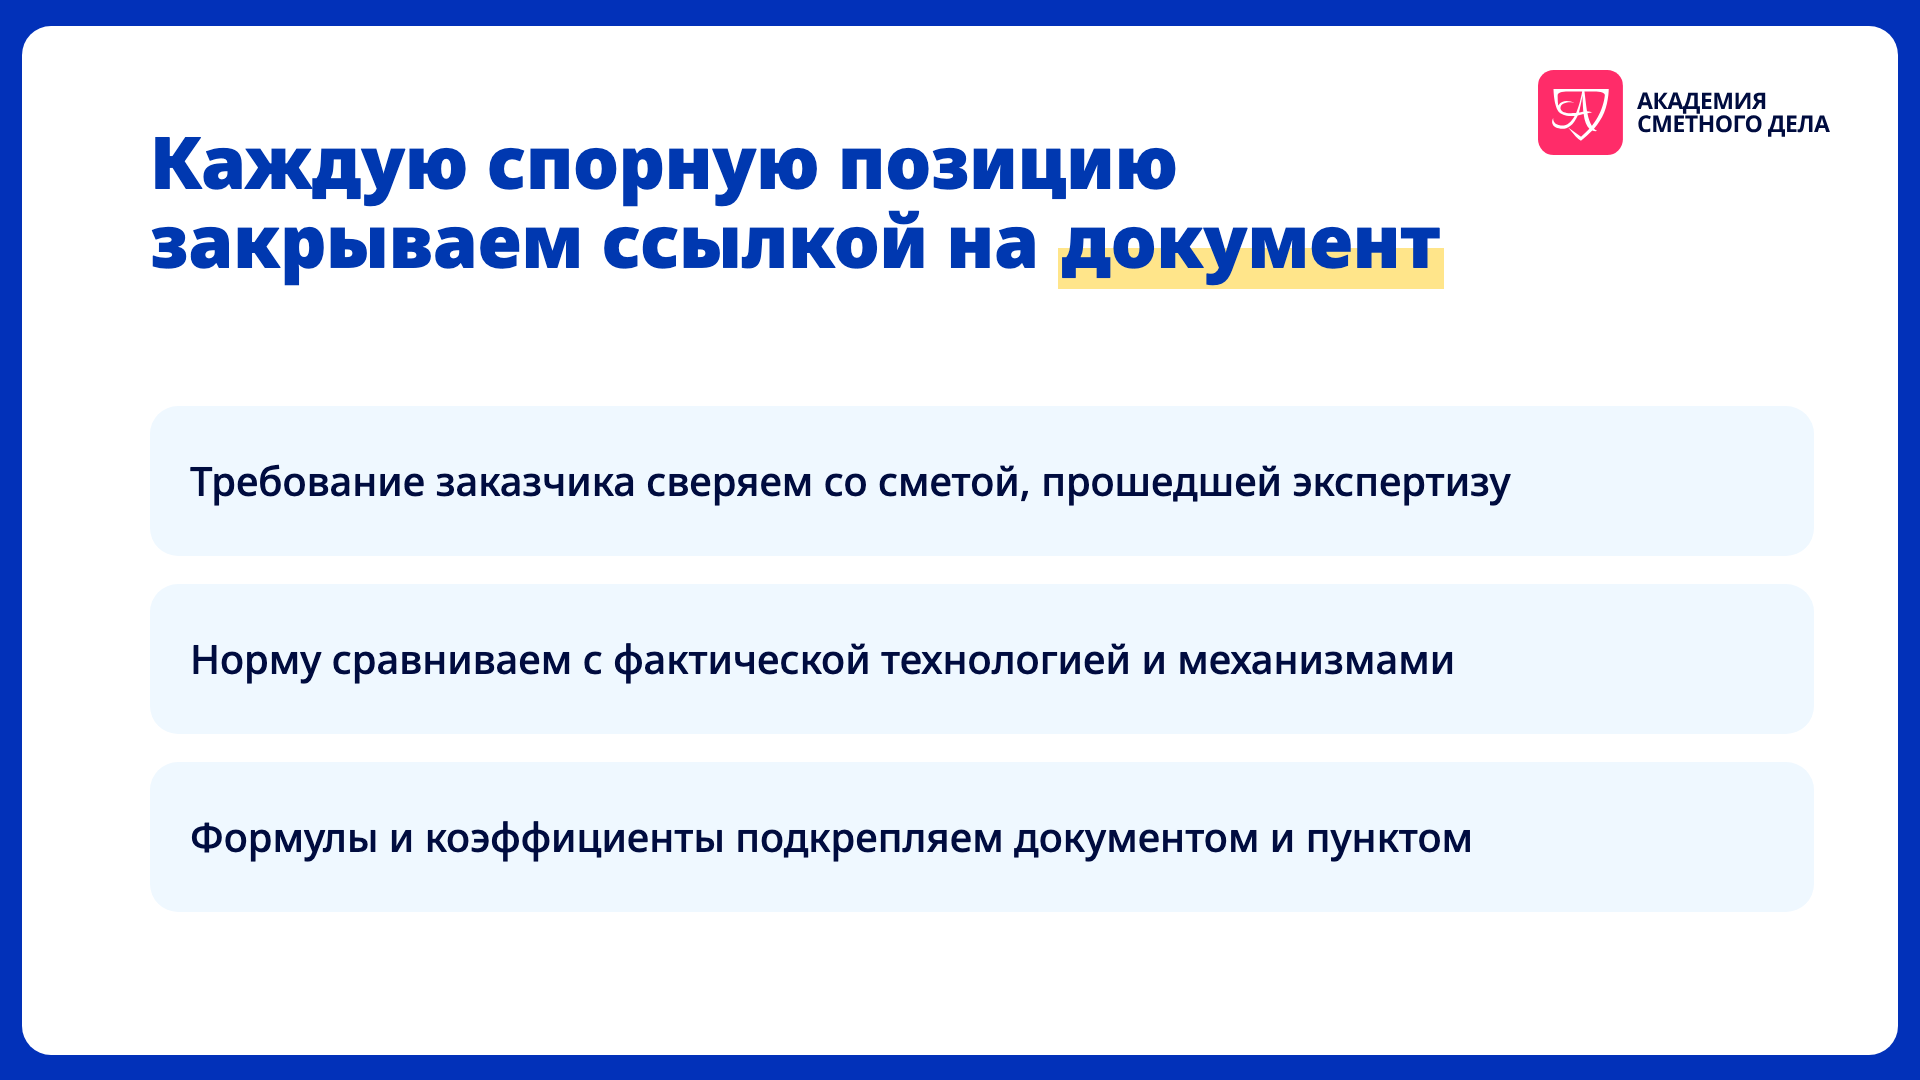 АКАДЕМИЯ
СМЕТНОГО ДЕЛА
Каждую спорную позицию
закрываем ссылкой на документ
Требование заказчика сверяем со сметой, прошедшей экспертизу
Норму сравниваем с фактической технологией и механизмами
Формулы и коэффициенты подкрепляем документом и пунктом